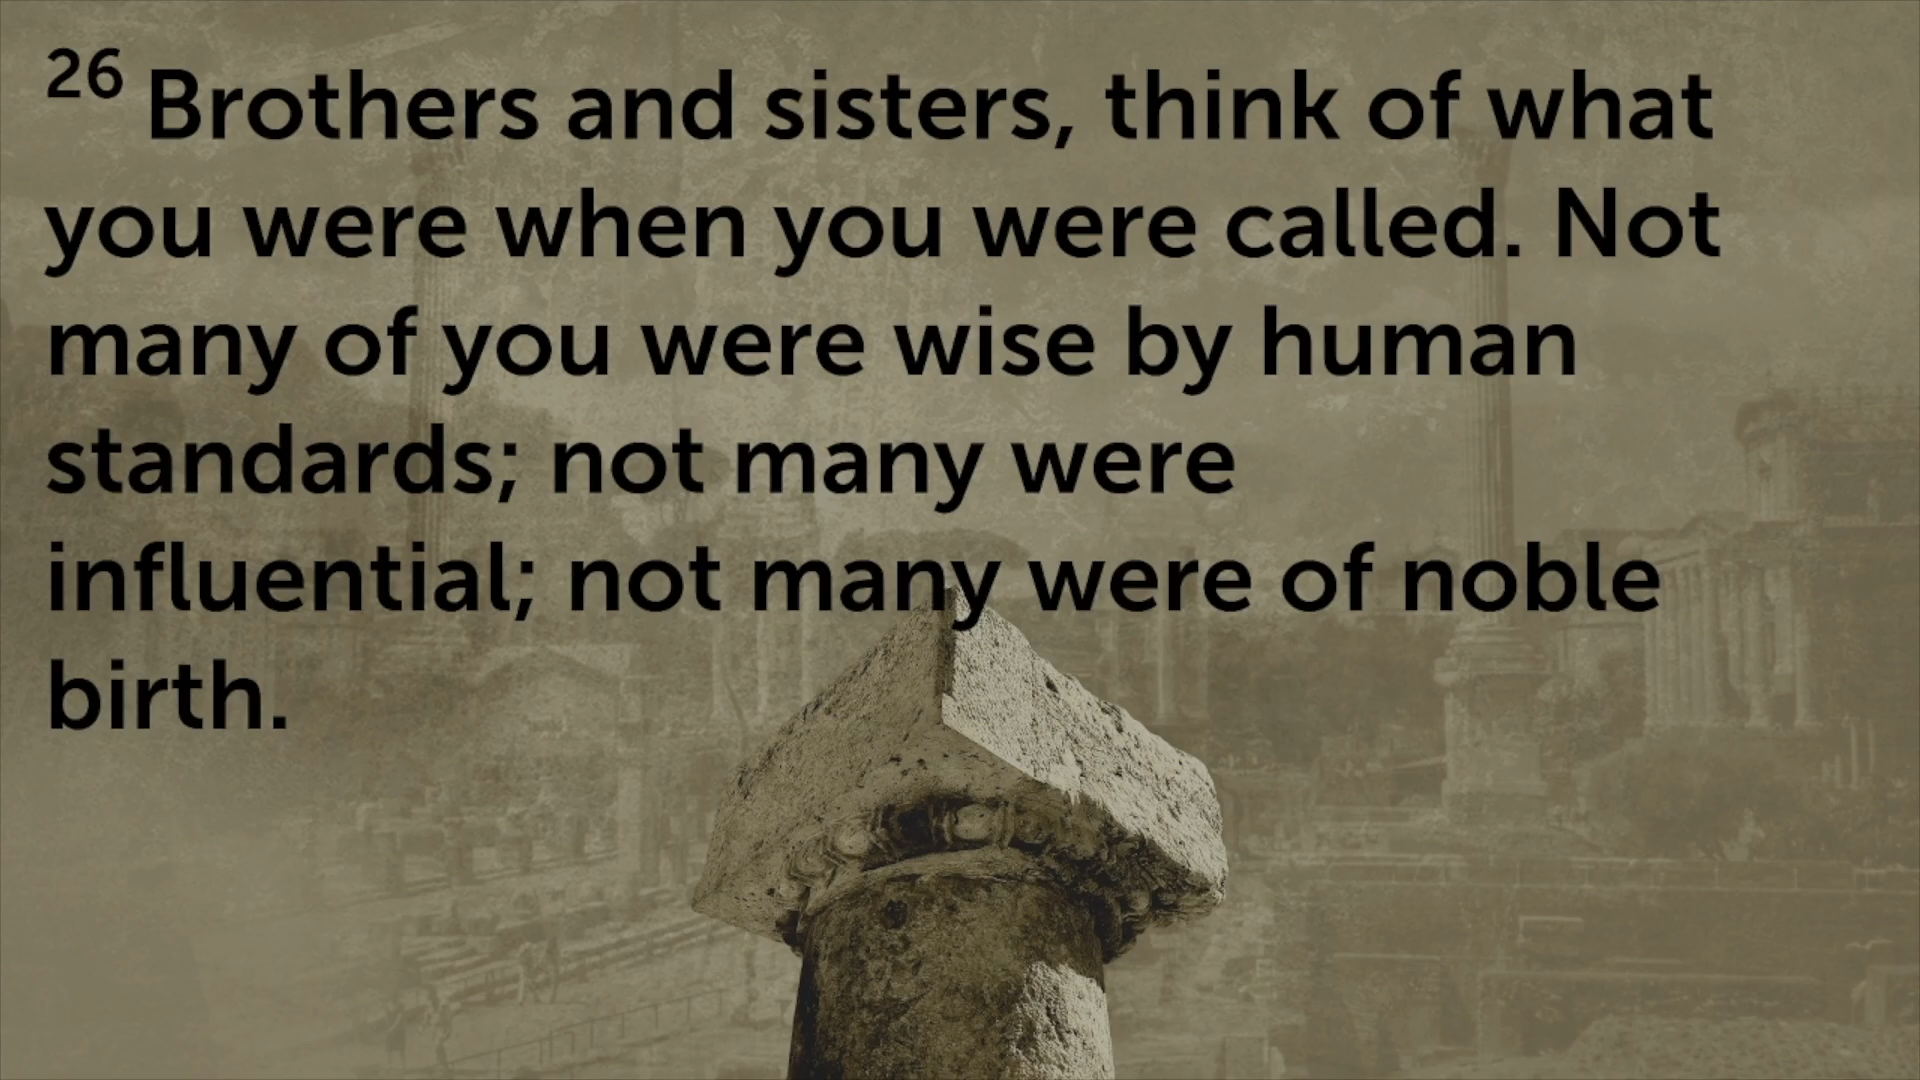 26 Brothers and sisters, think of what
you were when you were called. Not
many of you were wise by human
standards; not many were
influential; not many were of noble
birth.